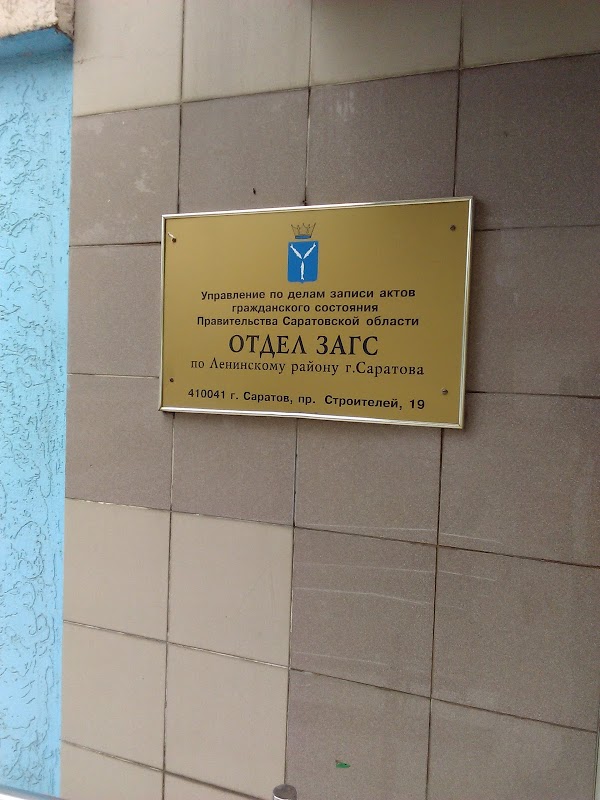 Управление по делам записи актов
гражданского состояния
Правительства Саратовской области
ОТДЕЛ ЗАГС
по Ленинскому району г.Саратова
410041 г. Саратов, пр. Строителей, 19